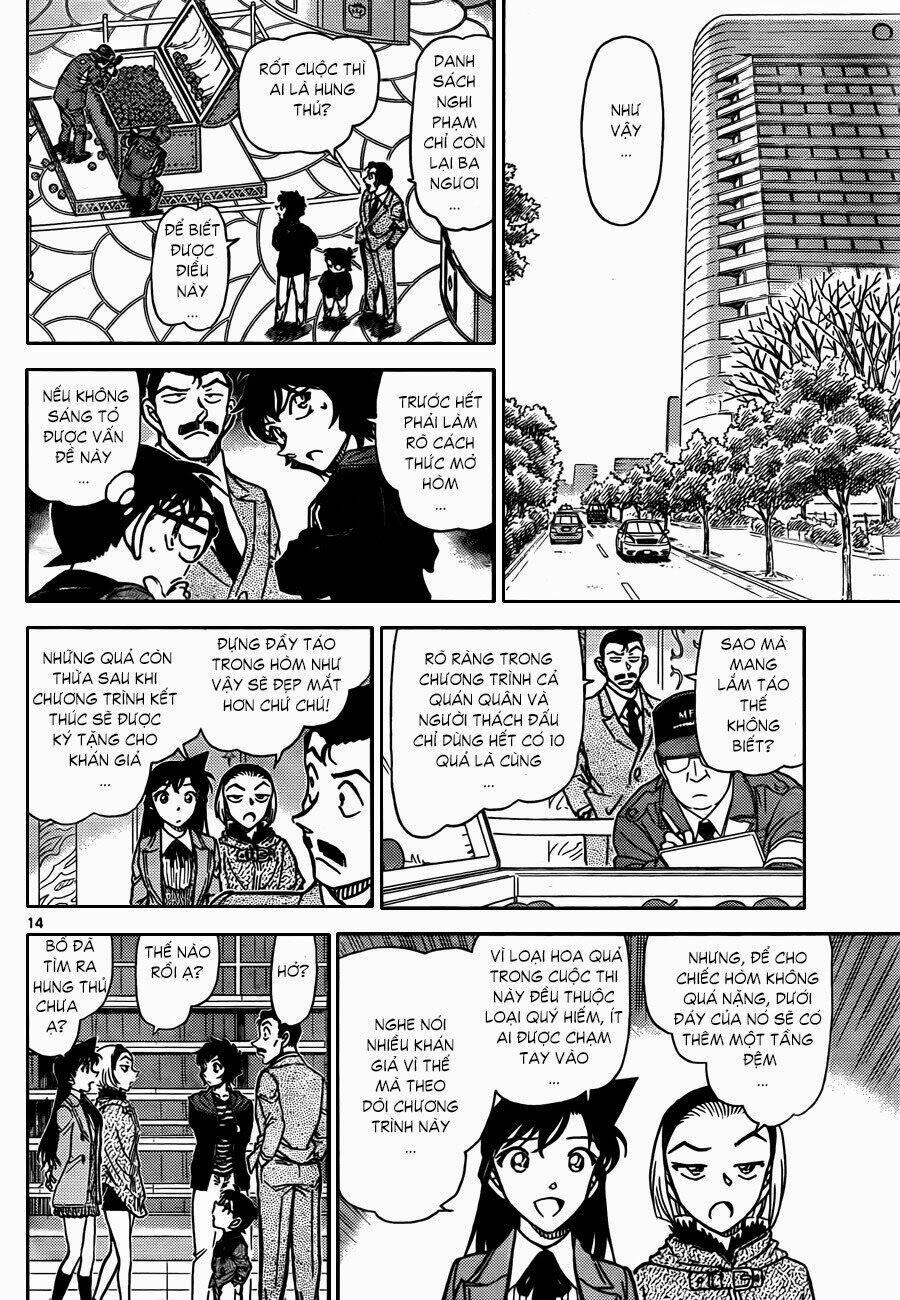 NHƯ
VẬY
...
DANH
SÁCH
NGHI
PHẠM
CHỈ CÒN
LẠI BA
NGƯƠI
...
RỐT CUỘC THÌ
AI LÀ HUNG
THỦ?
ĐỂ BIẾT
ĐƯỢC
ĐIỀU
NÀY
...
TRƯỚC HẾT
PHẢI LÀM
RÕ CÁCH
THỨC MỞ
HÒM
...
NẾU KHÔNG
SÁNG TỎ
ĐƯỢC VẤN
ĐỀ NÀY
...
SAO MÀ
MANG
LẮM TÁO
THẾ
KHÔNG
BIẾT?
RÕ RÀNG TRONG
CHƯƠNG TRÌNH CẢ
QUÁN QUÂN VÀ
NGƯỜI THÁCH ĐẤU
CHỈ DÙNG HẾT CÓ 10
QUẢ LÀ CÙNG
...
ĐỰNG ĐẦY TÁO
TRONG HÒM NHƯ
VẬY SẼ ĐẸP MẮT
HƠN CHỨ CHÚ!
NHỮNG QUẢ CÒN
THỪA SAU KHI
CHƯƠNG TRÌNH KẾT
THÚC SẼ ĐƯỢC
KÝ TẶNG CHO
KHÁN GIẢ
...
14
NHƯNG, ĐỂ CHO
CHIẾC HÒM KHÔNG
QUÁ NẶNG, DƯỚI
ĐÁY CỦA NÓ SẼ CÓ
THÊM MỘT TẦNG
ĐỆM
...
VÌ LOẠI HOA QUẢ
TRONG CUỘC THI
NÀY ĐỀU THUỘC
LOẠI QUÝ HIẾM, ÍT
AI ĐƯỢC CHẠM
TAY VÀO
...
NGHE NÓI
NHIỀU KHÁN
GIẢ VÌ THẾ
MÀ THEO
DÕI CHƯƠNG
TRÌNH NÀY
...
HỞ?
THẾ NÀO
RỒI Ạ?
BỐ ĐÃ
TÌM RA
HUNG THỦ
CHƯA
Ạ?